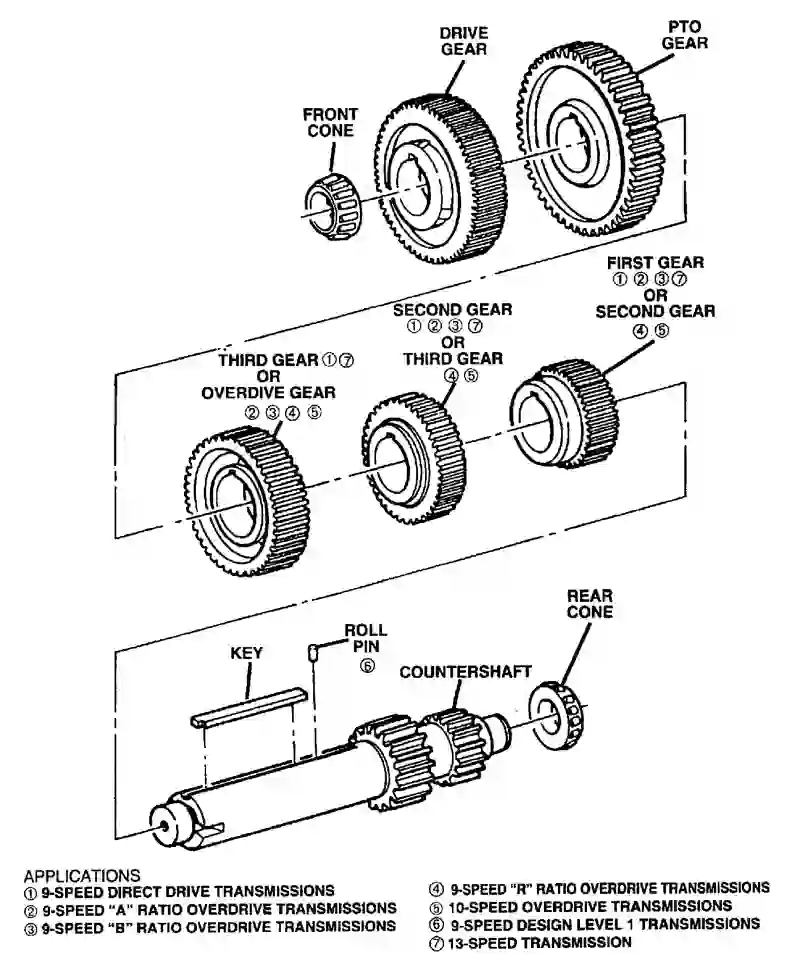 DRIVE
GEAR
PTO
GEAR
FRONT
CONE
FIRST GEAR
① ② ③ ⑦
OR
SECOND GEAR
④ ⑤
SECOND GEAR
① ② ③ ⑦
OR
THIRD GEAR
④ ⑤
THIRD GEAR ① ⑦
OR
OVERDIVE GEAR
② ③ ④ ⑤
REAR
CONE
ROLL
PIN
⑥
KEY
COUNTERSHAFT
APPLICATIONS
① 9-SPEED DIRECT DRIVE TRANSMISSIONS
② 9-SPEED “A” RATIO OVERDRIVE TRANSMISSIONS
③ 9-SPEED “B” RATIO OVERDRIVE TRANSMISSIONS
④ 9-SPEED “R” RATIO OVERDRIVE TRANSMISSIONS
⑤ 10-SPEED OVERDRIVE TRANSMISSIONS
⑥ 9-SPEED DESIGN LEVEL 1 TRANSMISSIONS
⑦ 13-SPEED TRANSMISSION